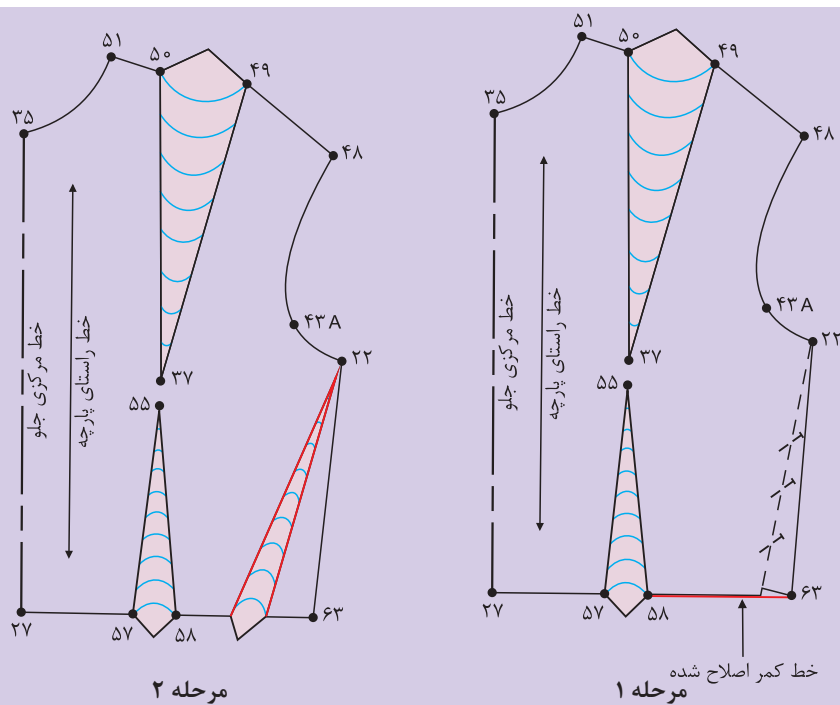 ۵۱
۵۰
۴۹
۳۵
۴۸
۴۳A
۲۲
۳۷
۵۵
خط مرکزی جلو
خط راستای پارچه
۲۷
۵۷
۵۸
۶۳
خط کمر اصلاح شده
مرحله ۱
۵۱
۵۰
۴۹
۳۵
۴۸
۴۳A
۲۲
۳۷
۵۵
خط مرکزی جلو
خط راستای پارچه
۲۷
۵۷
۵۸
۶۳
مرحله ۲